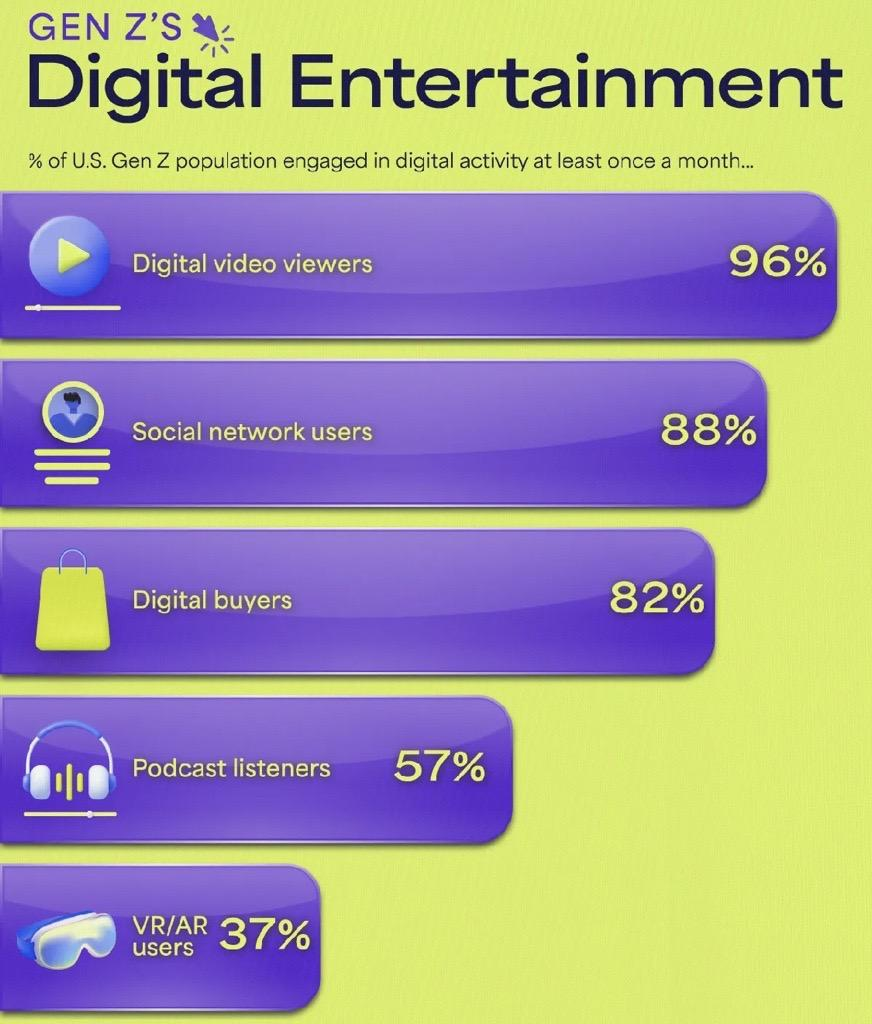 GEN Z'S
Digital Entertainment
% of U.S. Gen Z population engaged in digital activity at least once a month...
Digital video viewers 96%
Social network users 88%
Digital buyers 82%
Podcast listeners 57%
VR/AR
users 37%